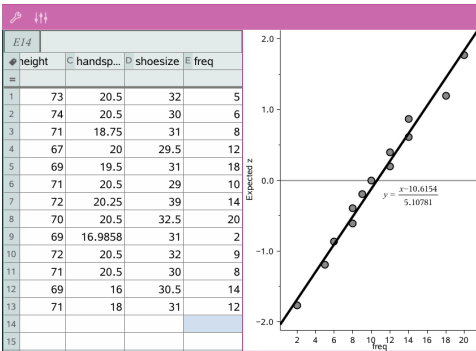 E14
height C handsp... D shoesize E freq
#
1 73 20.5 32 5
2 74 20.5 30 6
3 71 18.75 31 8
4 67 20 29.5 12
5 69 19.5 31 18
6 71 20.5 29 10
7 72 20.25 39 14
8 70 20.5 32.5 20
9 69 16.9858 31 2
10 72 20.5 32 9
11 71 20.5 30 8
12 69 16 30.5 14
13 71 18 31 12
14
15
2.0
1.0
0.0
−1.0
−2.0
Expected z
y = x−10.6154
5.10781
2 4 6 8 10 12 14 16 18 20
freq